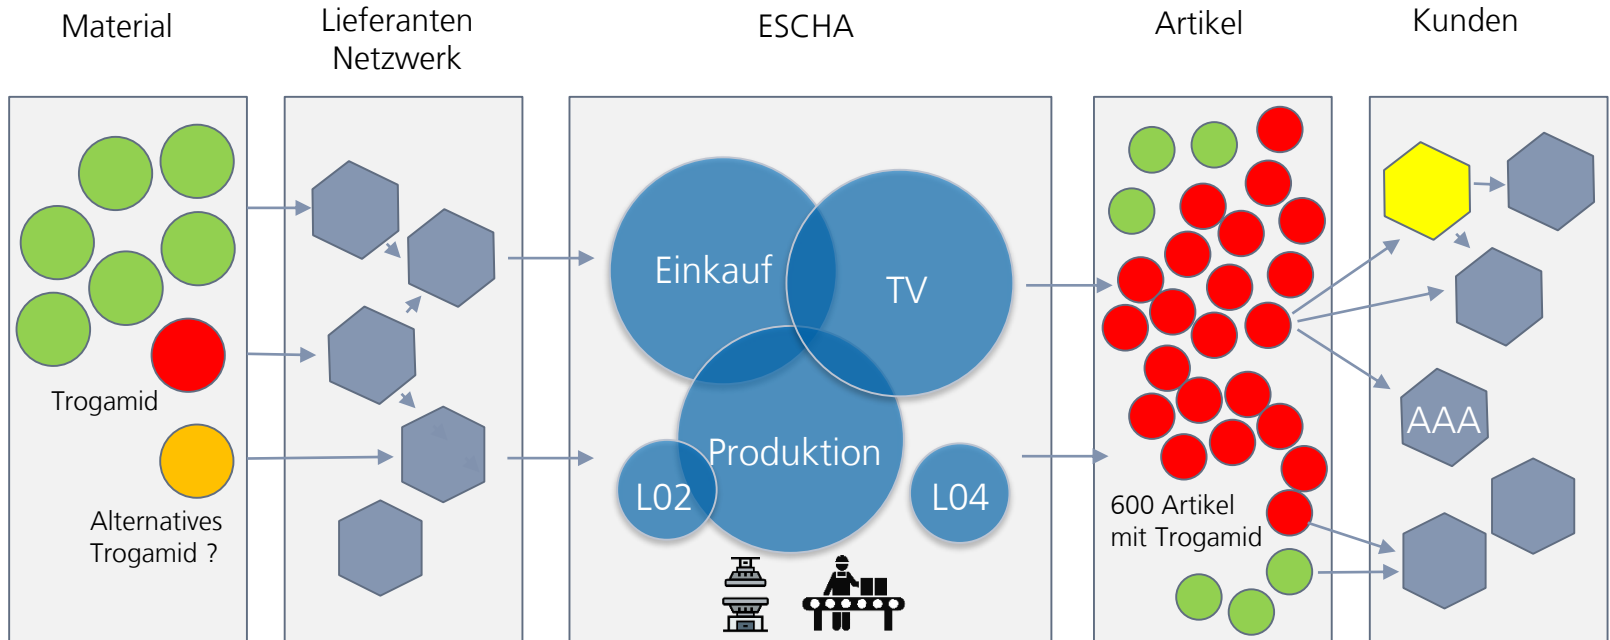 Material
Lieferanten
Netzwerk
ESCHA
Artikel
Kunden
Trogamid
Alternatives
Trogamid ?
Einkauf
TV
Produktion
L02
L04
600 Artikel
mit Trogamid
AAA